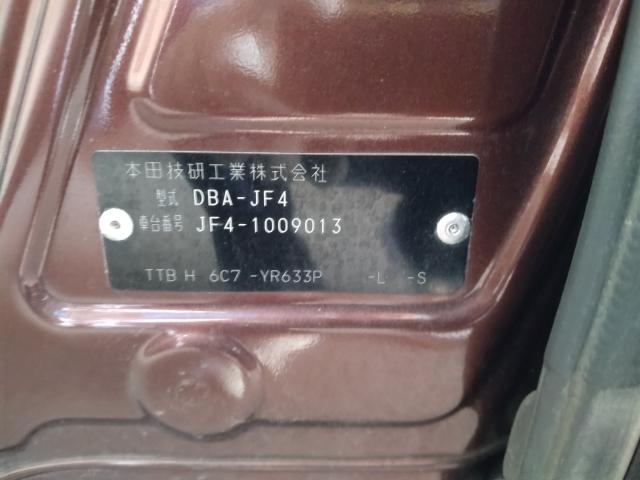 本田技研工業株式会社
型式 DBA-JF4
車台番号 JF4-1009013
TTB H 6C7 -YR633P -L -S